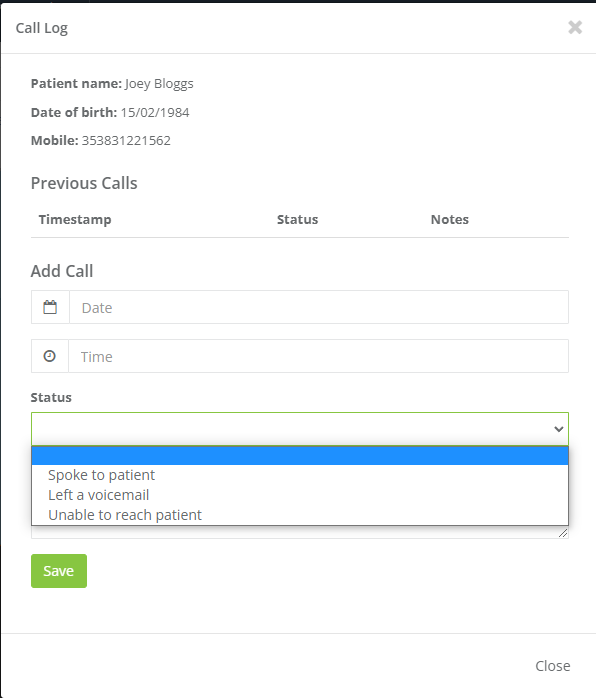 Call Log
Patient name: Joey Bloggs
Date of birth: 15/02/1984
Mobile: 353831221562
Previous Calls
Timestamp Status Notes
Add Call
Date
Time
Status
Spoke to patient
Left a voicemail
Unable to reach patient
Save
Close